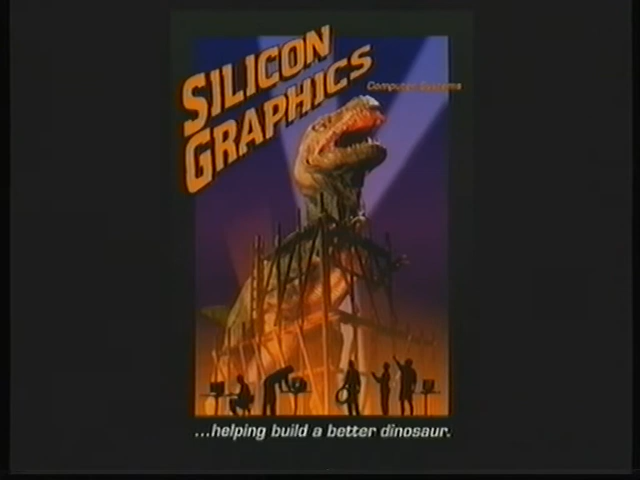 SILICON
GRAPHICS
Computer Systems
...helping build a better dinosaur.